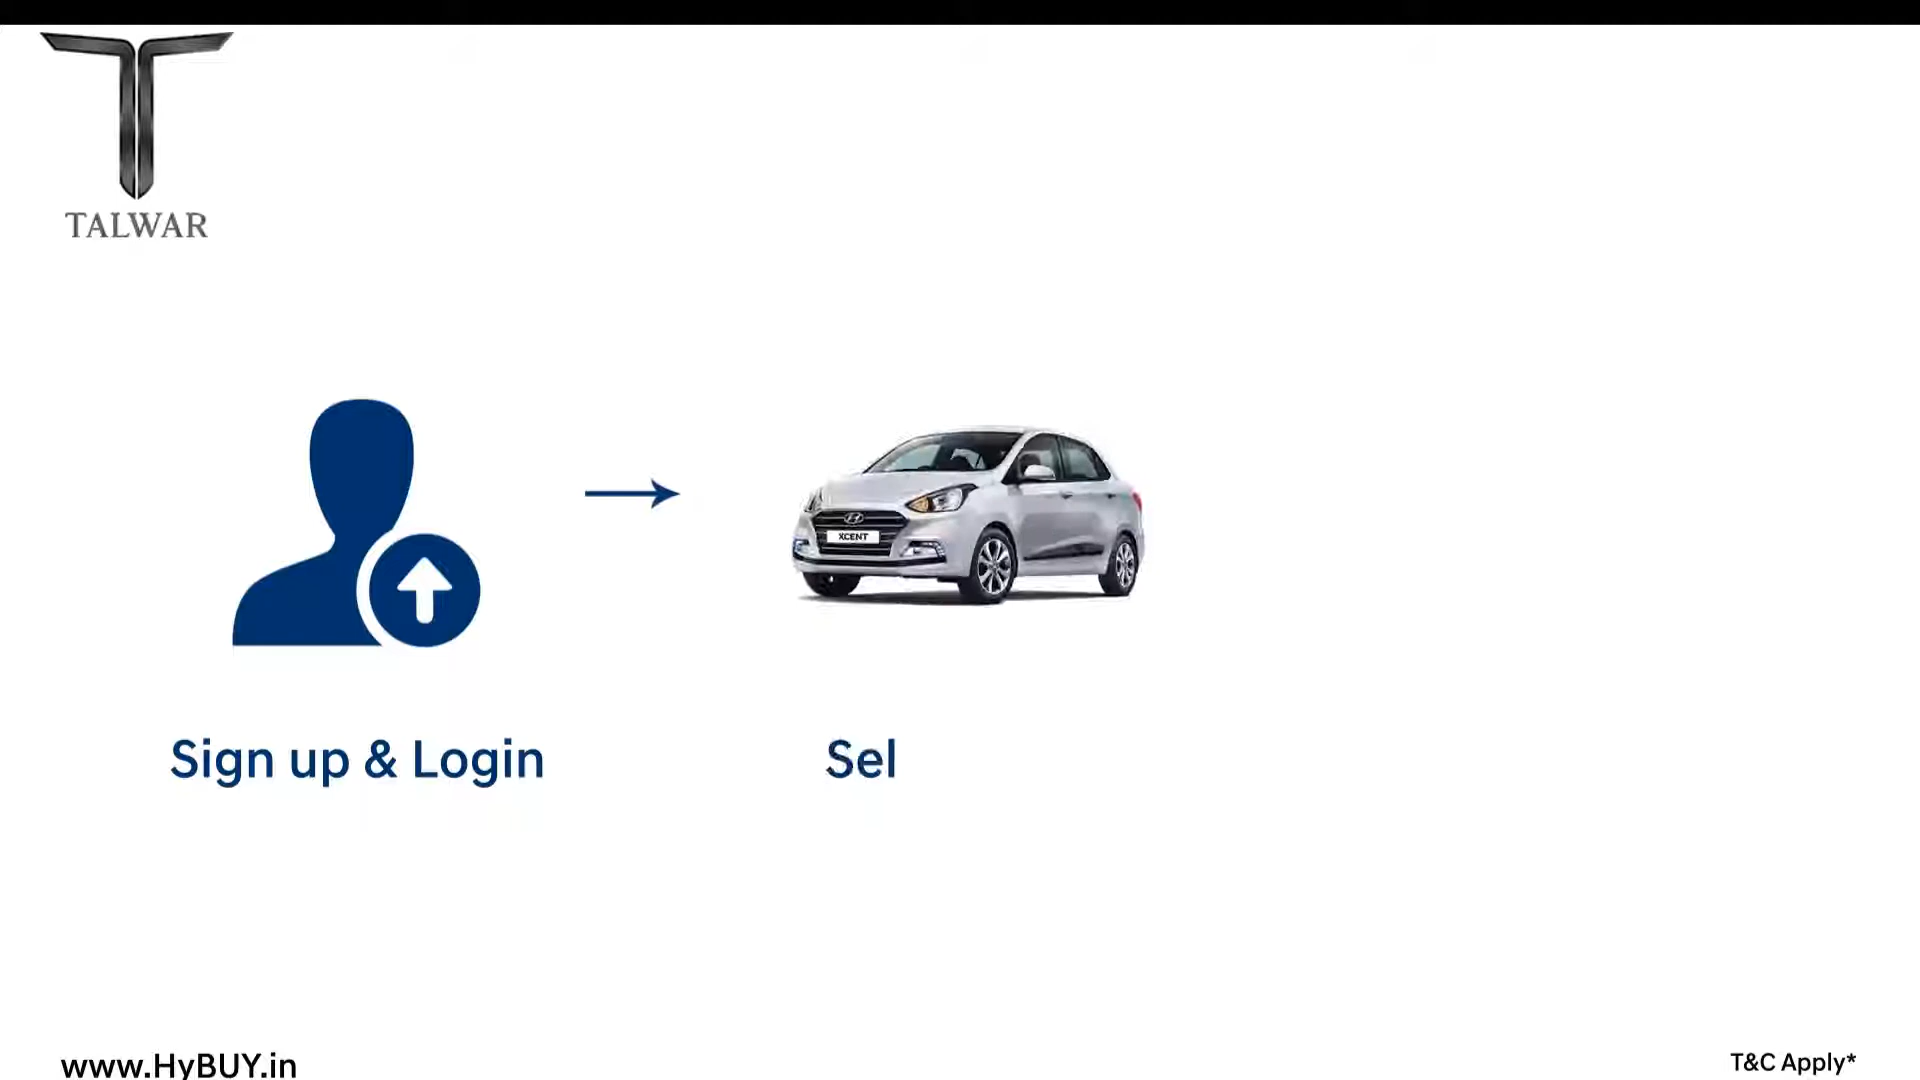 TALWAR
XCENT
Sign up & Login
Sel
www.HyBUY.in
T&C Apply*